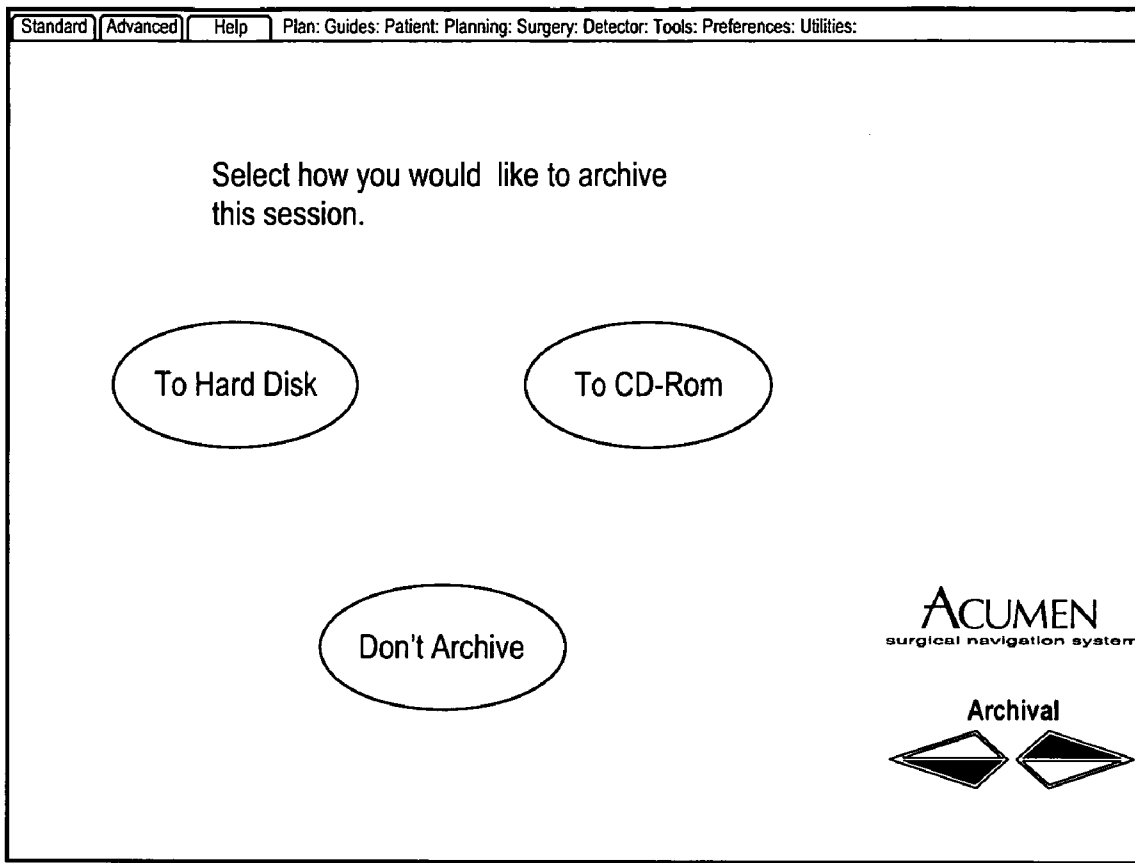 Standard Advanced Help Plan: Guides: Patient: Planning: Surgery: Detector: Tools: Preferences: Utilities:
Select how you would like to archive
this session.
To Hard Disk To CD-Rom
Don't Archive
ACUMEN
surgical navigation system
Archival